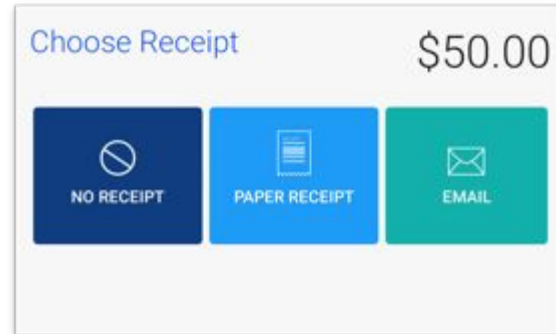 Choose Receipt
$50.00
NO RECEIPT
PAPER RECEIPT
EMAIL